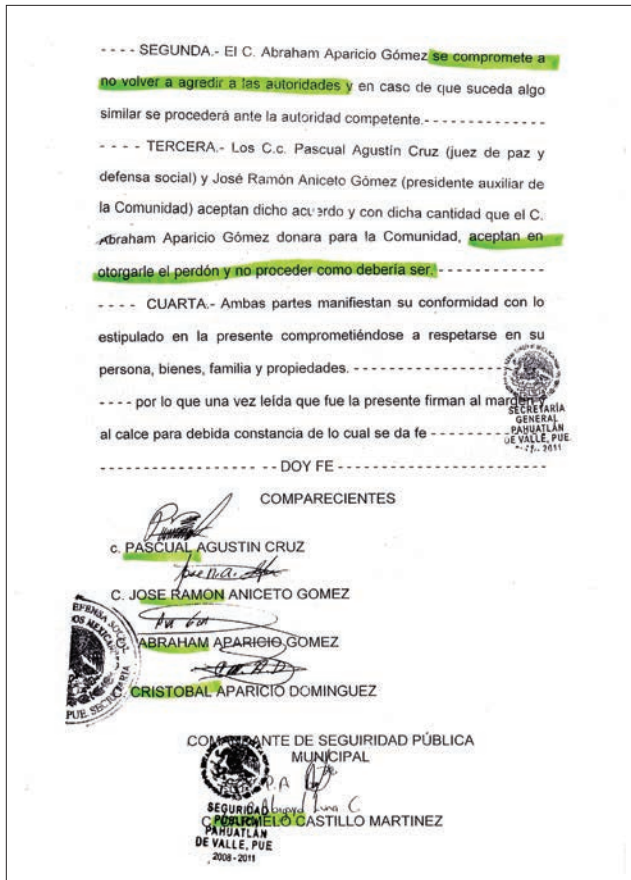 - - - - SEGUNDA.- El C. Abraham Aparicio Gómez se compromete a
no volver a agredir a las autoridades y en caso de que suceda algo
similar se procederá ante la autoridad competente.- - - - - - - - - - - - - -
- - - - TERCERA.- Los C.c. Pascual Agustín Cruz (juez de paz y
defensa social) y José Ramón Aniceto Gómez (presidente auxiliar de
la Comunidad) aceptan dicho acuerdo y con dicha cantidad que el C.
Abraham Aparicio Gómez donara para la Comunidad, aceptan en
otorgarle el perdón y no proceder como debería ser. - - - - - - - - - - - - -
- - - - CUARTA.- Ambas partes manifiestan su conformidad con lo
estipulado en la presente comprometiéndose a respetarse en su
persona, bienes, familia y propiedades. - - - - - - - - - - - - - - - - - -
- - - - por lo que una vez leída que fue la presente firman al margen y
al calce para debida constancia de lo cual se da fe - - - - - - - - - -
SECRETARÍA
GENERAL
PAHUATLÁN
DE VALLE, PUE.
2011
- - - - - - - - - - - - - - - - - - DOY FE - - - - - - - - - - - - - - - - - - - - - - -
COMPARECIENTES
c. PASCUAL AGUSTIN CRUZ
C. JOSE RAMON ANICETO GOMEZ
ABRAHAM APARICIO GOMEZ
CRISTOBAL APARICIO DOMINGUEZ
DEFENSA SOCIAL
PUE. SECRETARIA
COMANDANTE DE SEGUIRIDAD PÚBLICA
MUNICIPAL
P.A
SEGURIDAD
PÚBLICA
PAHUATLÁN
DE VALLE, PUE
2008 - 2011
CARMELO CASTILLO MARTINEZ